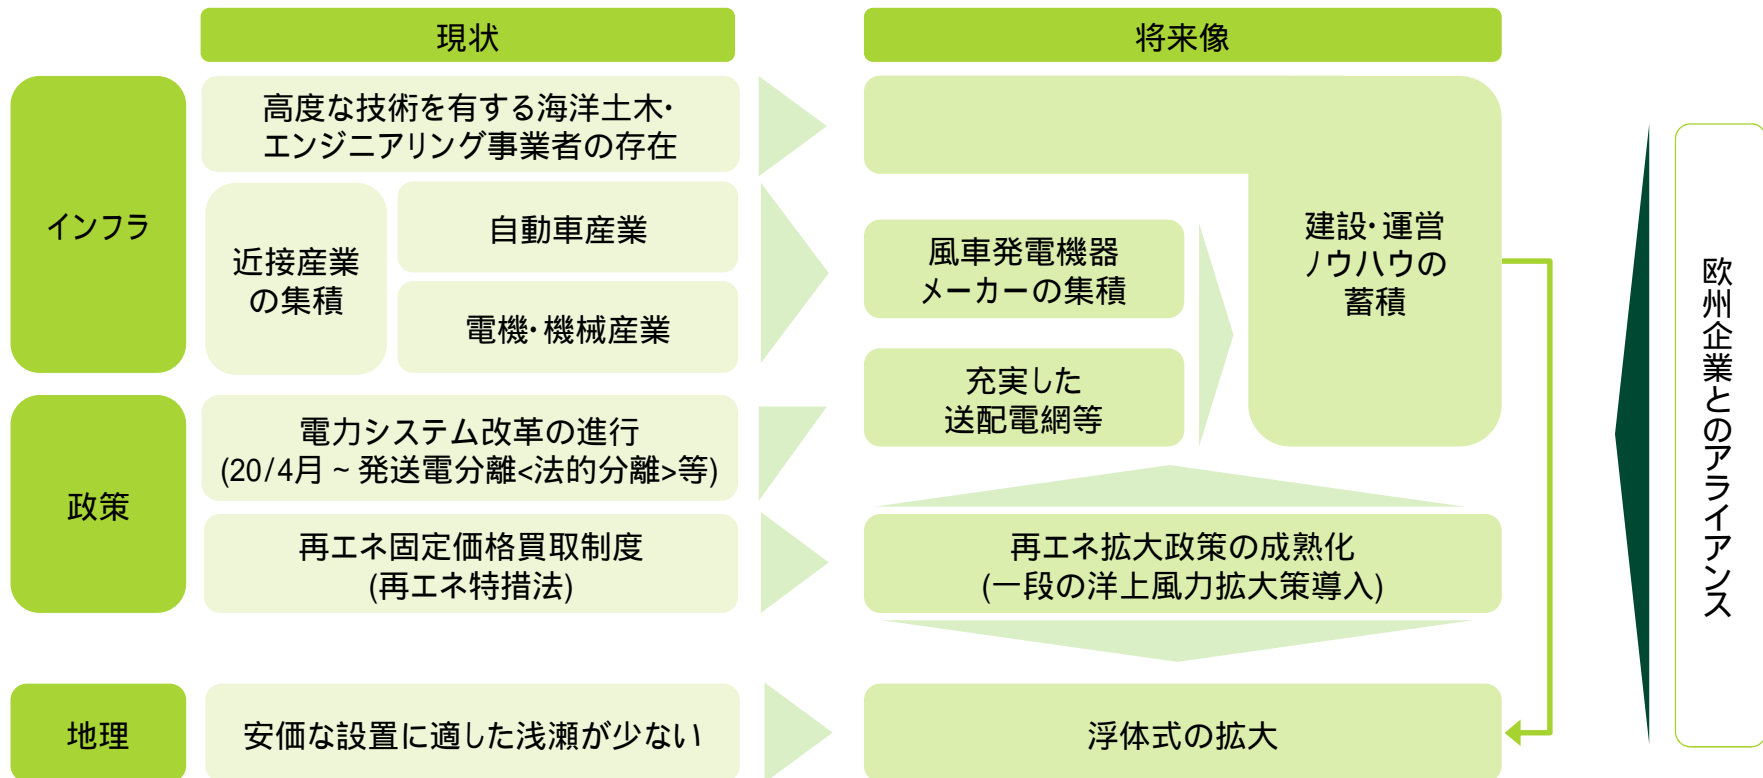 現状
将来像
インフラ
高度な技術を有する海洋土木・
エンジニアリング事業者の存在
近接産業
の集積
自動車産業
電機・機械産業
風車発電機器
メーカーの集積
充実した
送配電網等
建設・運営
ノウハウの
蓄積
政策
電力システム改革の進行
(20/4月~発送電分離<法的分離>等)
再エネ固定価格買取制度
(再エネ特措法)
再エネ拡大政策の成熟化
(一段の洋上風力拡大策導入)
地理
安価な設置に適した浅瀬が少ない
浮体式の拡大
欧州企業とのアライアンス